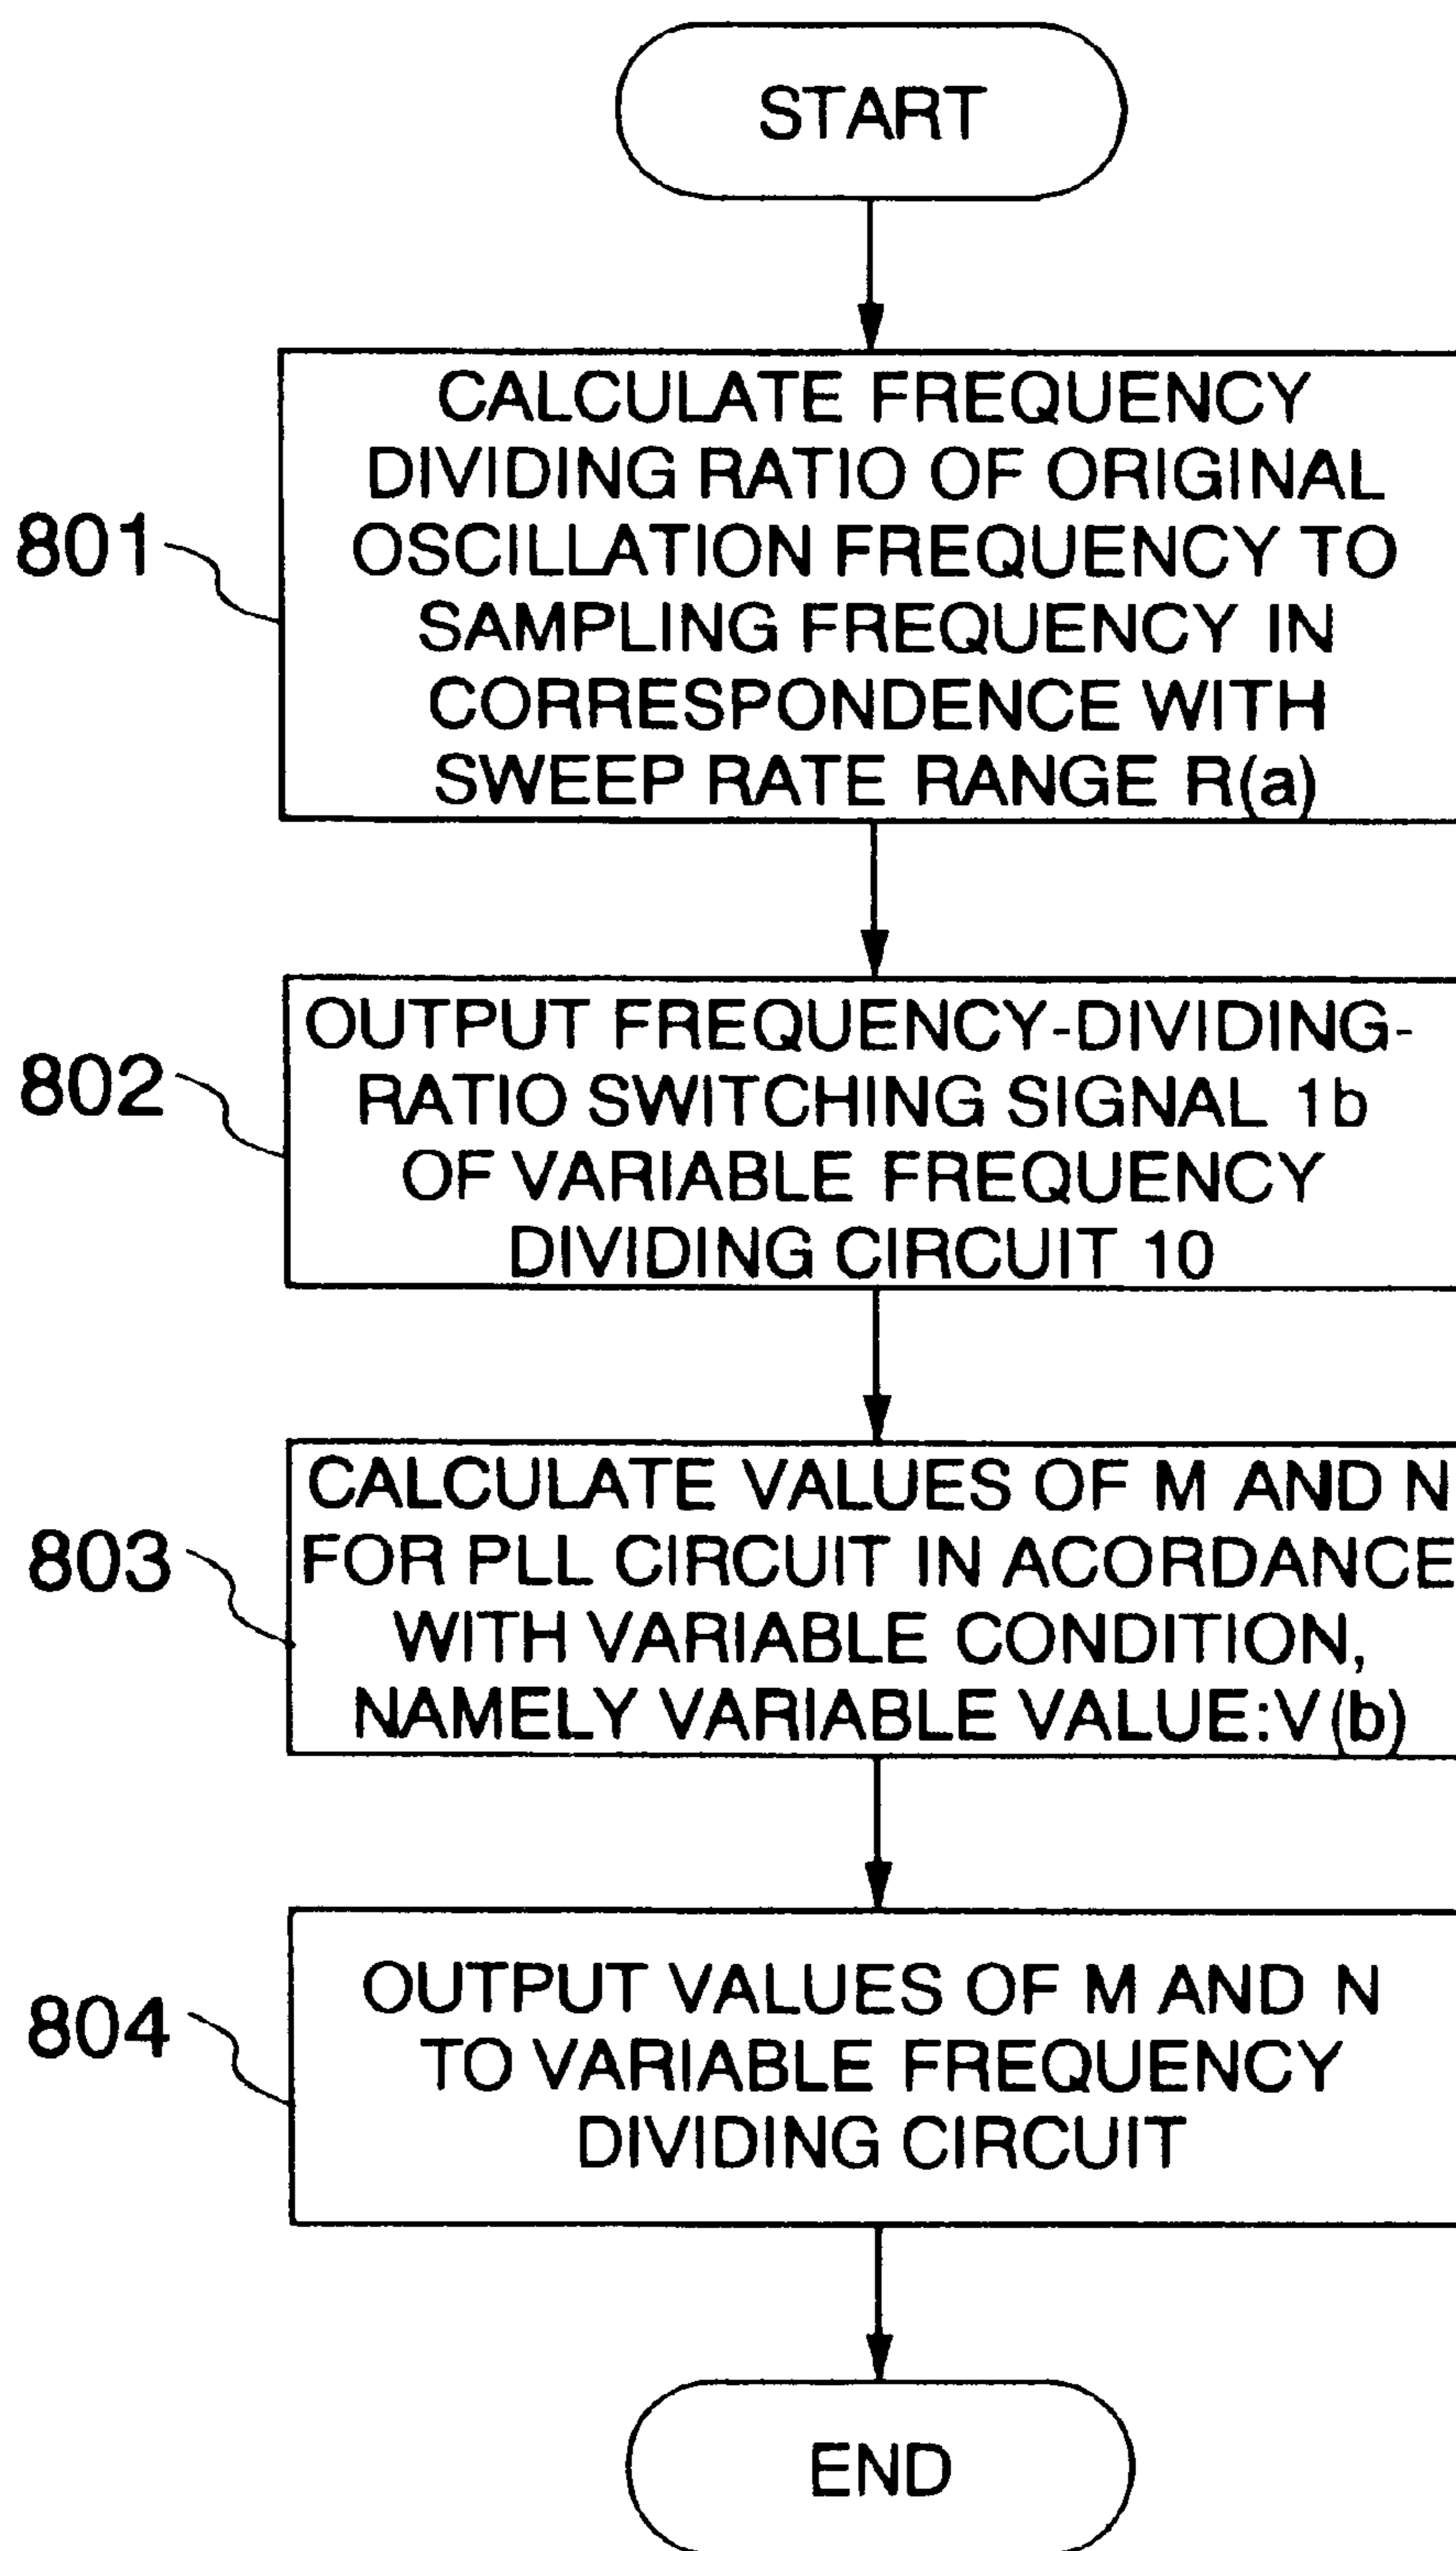 START
801
CALCULATE FREQUENCY
DIVIDING RATIO OF ORIGINAL
OSCILLATION FREQUENCY TO
SAMPLING FREQUENCY IN
CORRESPONDENCE WITH
SWEEP RATE RANGE R(a)
802
OUTPUT FREQUENCY-DIVIDING-
RATIO SWITCHING SIGNAL 1b
OF VARIABLE FREQUENCY
DIVIDING CIRCUIT 10
803
CALCULATE VALUES OF M AND N
FOR PLL CIRCUIT IN ACORDANCE
WITH VARIABLE CONDITION,
NAMELY VARIABLE VALUE:V(b)
804
OUTPUT VALUES OF M AND N
TO VARIABLE FREQUENCY
DIVIDING CIRCUIT
END